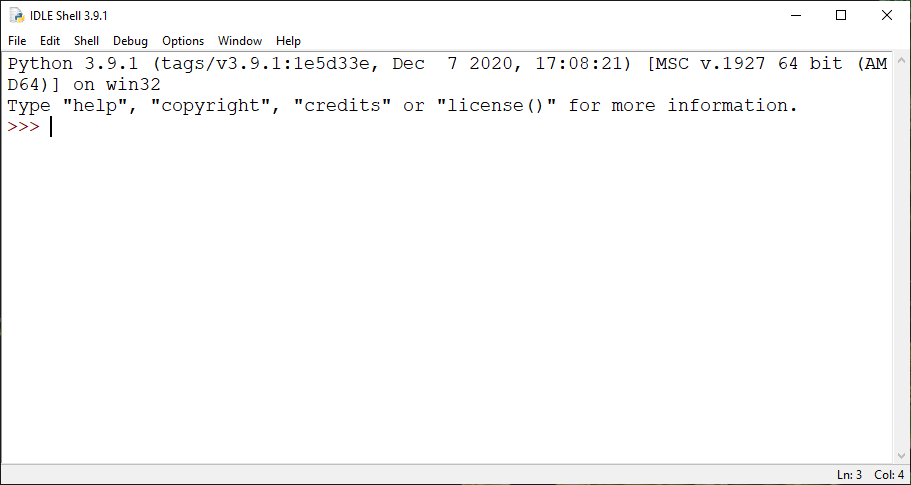 IDLE Shell 3.9.1
File Edit Shell Debug Options Window Help
Python 3.9.1 (tags/v3.9.1:1e5d33e, Dec  7 2020, 17:08:21) [MSC v.1927 64 bit (AM
D64)] on win32
Type "help", "copyright", "credits" or "license()" for more information.
>>>
Ln: 3 Col: 4